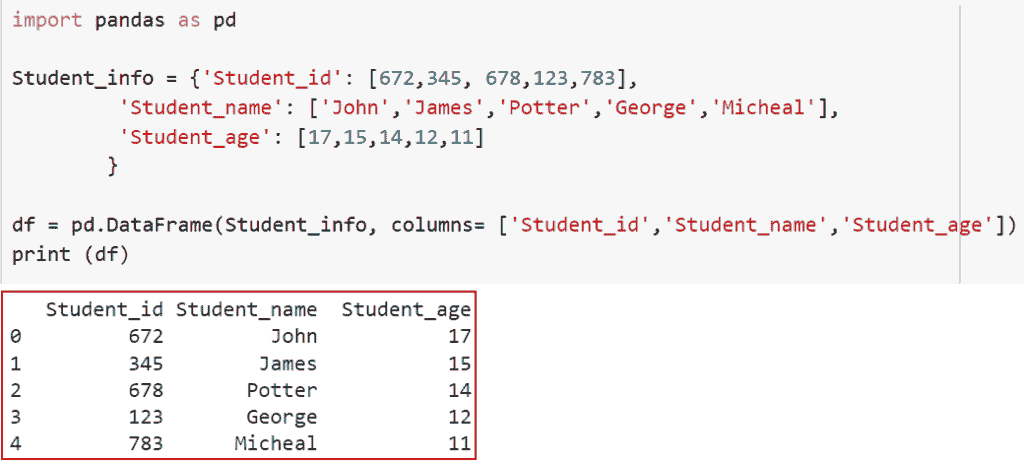 import pandas as pd
Student_info = {'Student_id': [672,345, 678,123,783],
'Student_name': ['John','James','Potter','George','Micheal'],
'Student_age': [17,15,14,12,11]
}
df = pd.DataFrame(Student_info, columns= ['Student_id','Student_name','Student_age'])
print (df)
Student_id Student_name Student_age
0 672 John 17
1 345 James 15
2 678 Potter 14
3 123 George 12
4 783 Micheal 11